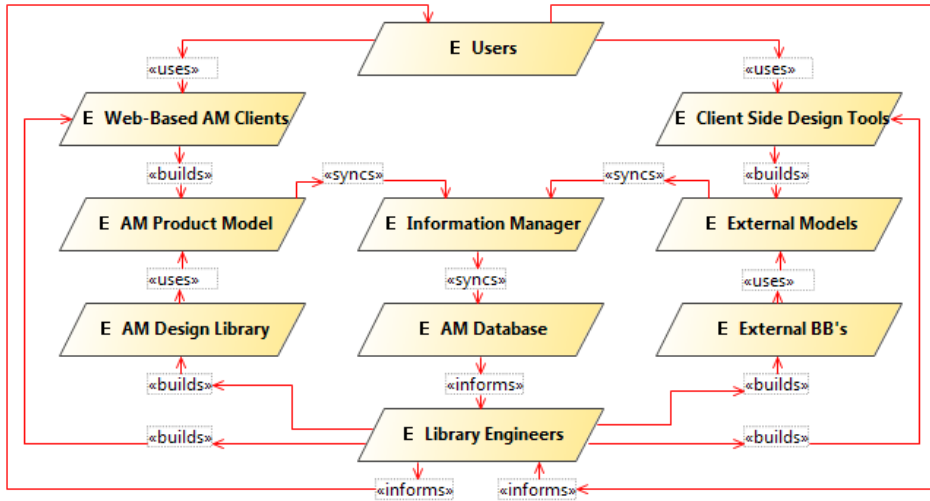 E Users
«uses»
«uses»
E Web-Based AM Clients
E Client Side Design Tools
«builds»
«syncs»
«syncs»
«builds»
E AM Product Model
E Information Manager
E External Models
«uses»
«syncs»
«uses»
E AM Design Library
E AM Database
E External BB's
«builds»
«informs»
«builds»
E Library Engineers
«builds»
«builds»
«informs»
«informs»